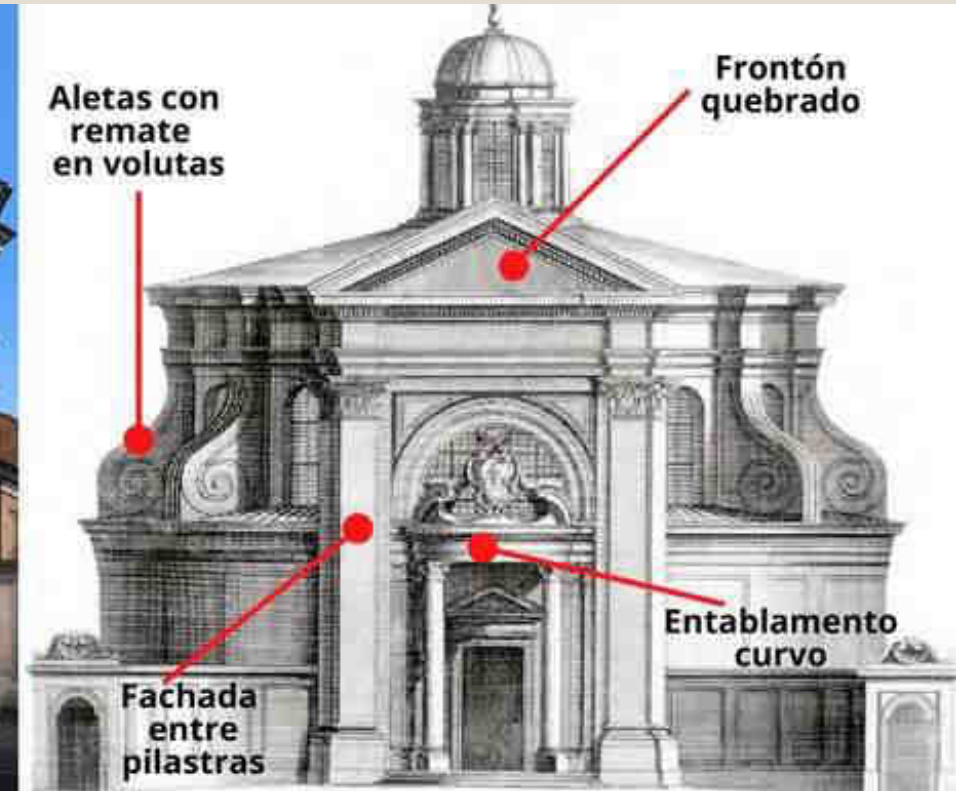 Aletas con
remate
en volutas
Frontón
quebrado
Entablamento
curvo
Fachada
entre
pilastras